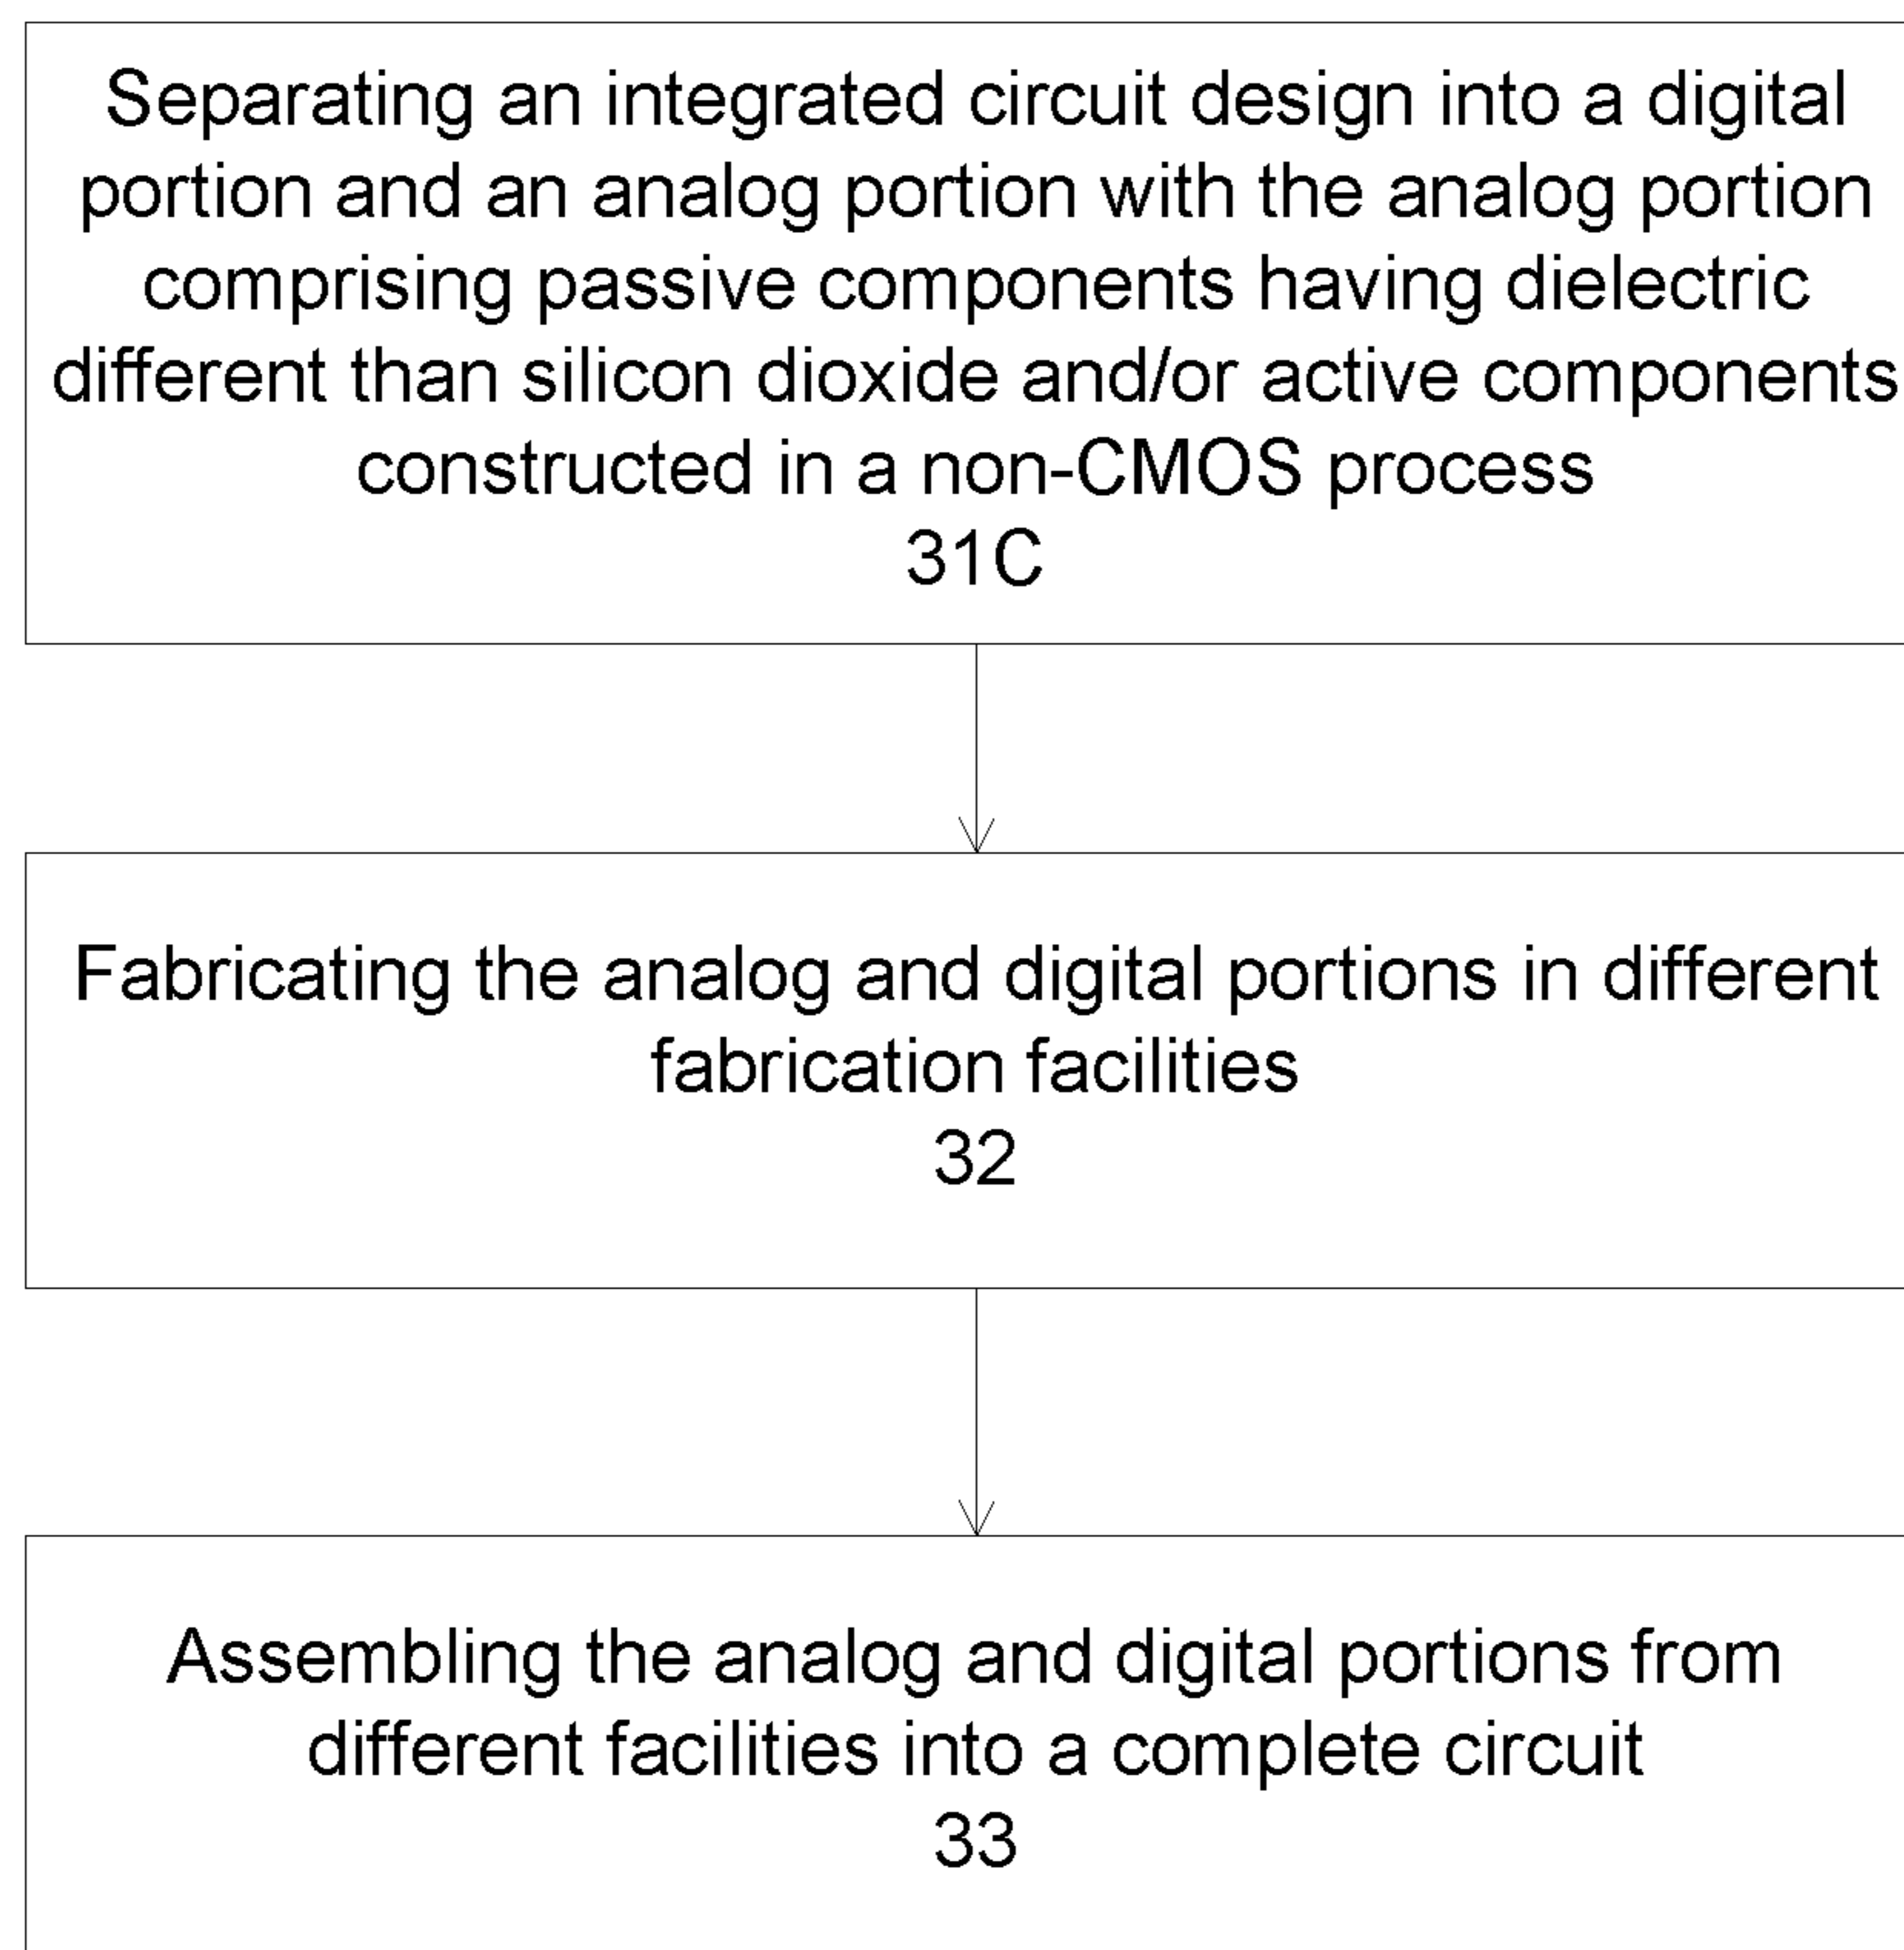 Separating an integrated circuit design into a digital
portion and an analog portion with the analog portion
comprising passive components having dielectric
different than silicon dioxide and/or active components
constructed in a non-CMOS process
31C
Fabricating the analog and digital portions in different
fabrication facilities
32
Assembling the analog and digital portions from
different facilities into a complete circuit
33